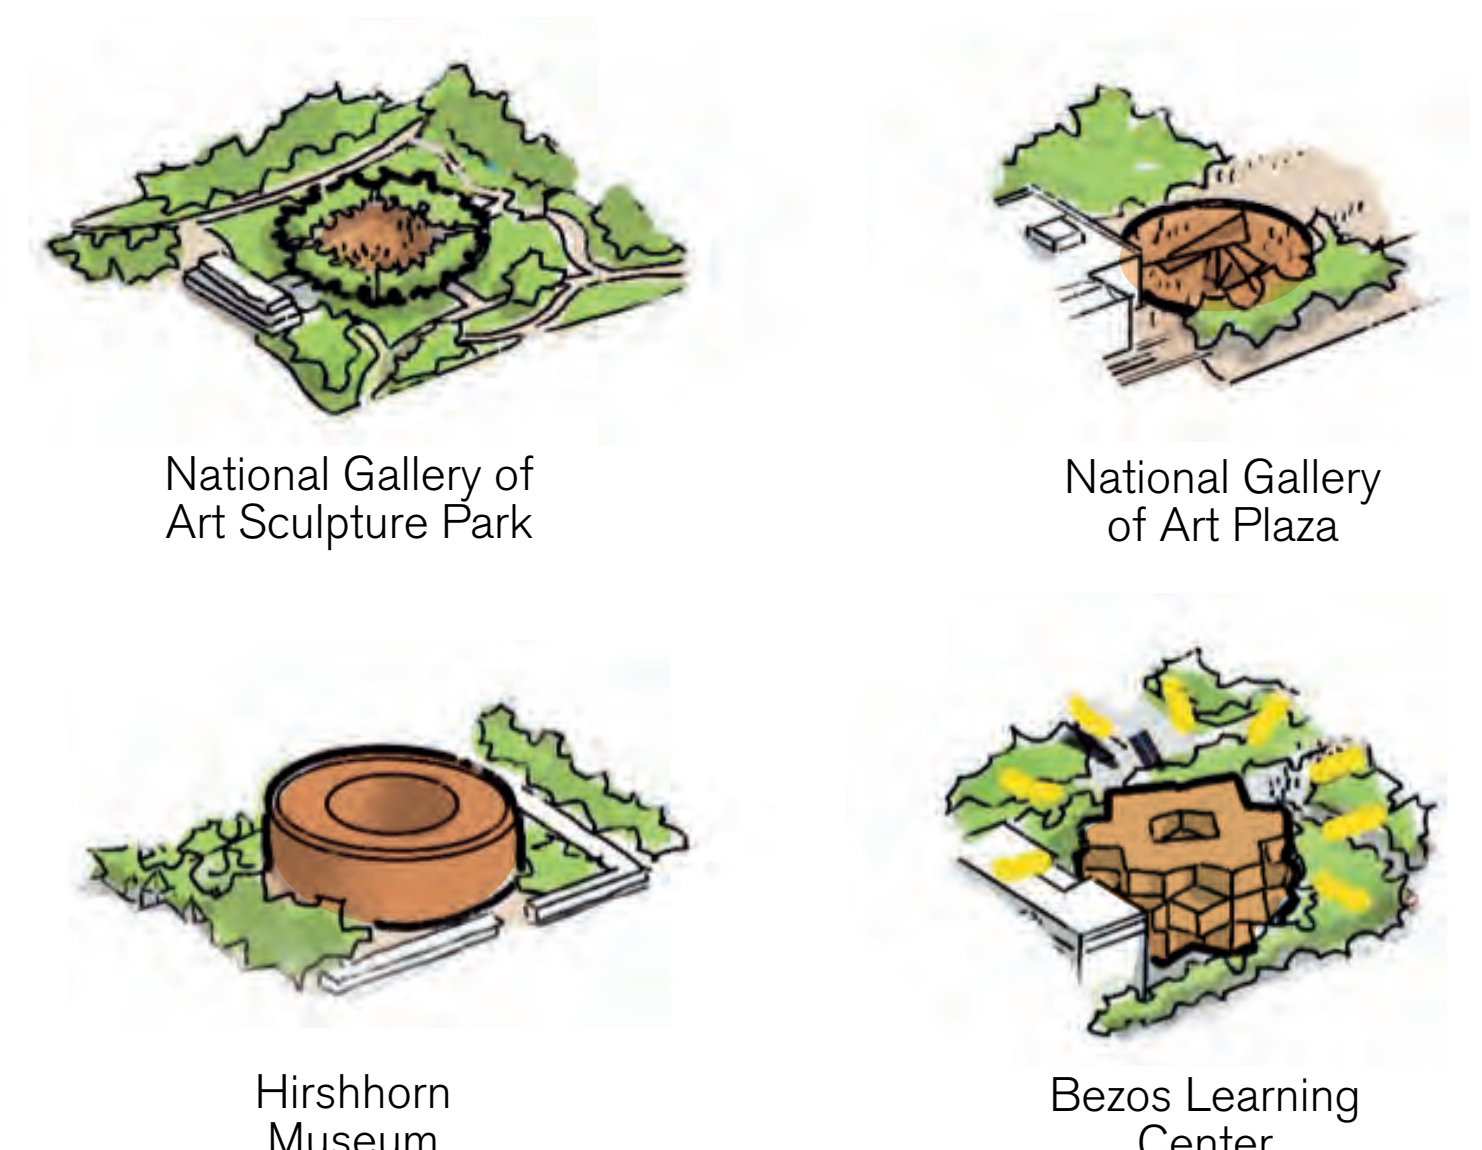 National Gallery of
Art Sculpture Park
National Gallery
of Art Plaza
Hirshhorn
Museum
Bezos Learning
Center